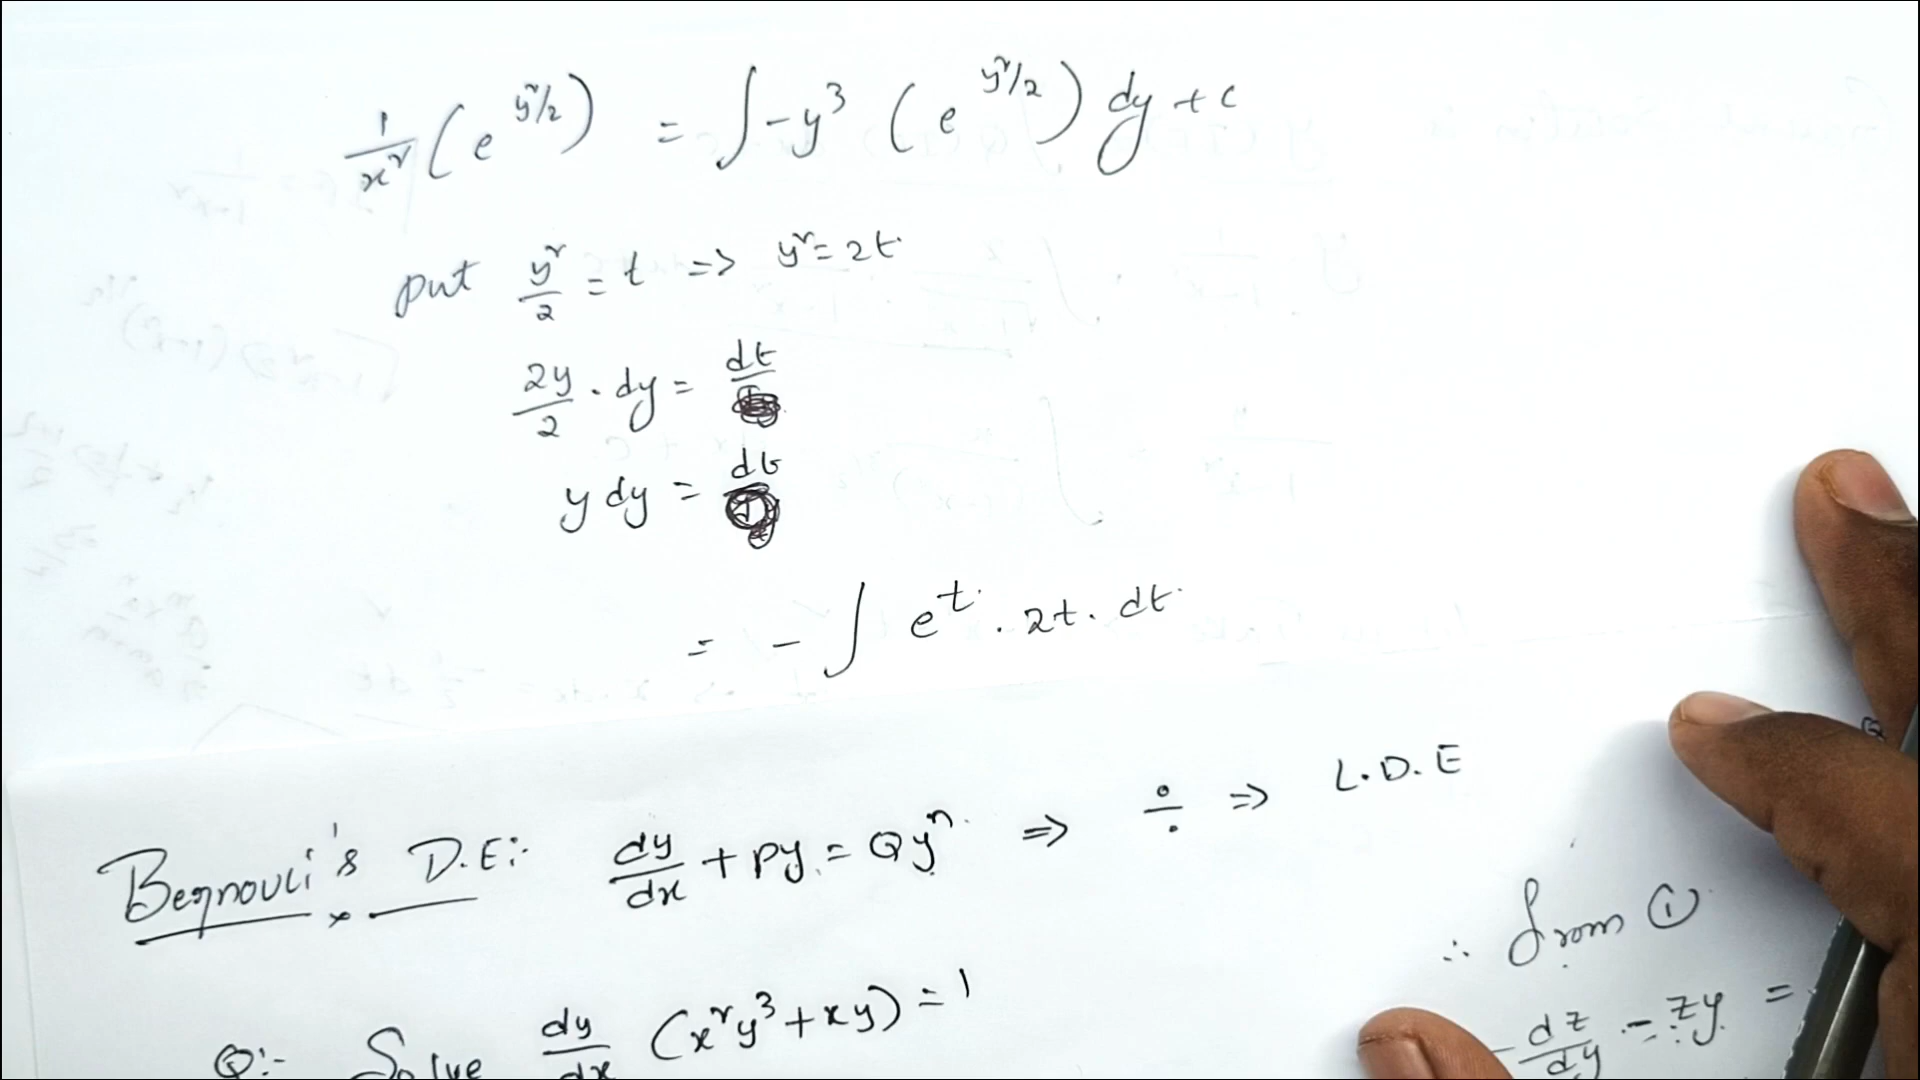 1/x² (e^(y²/2)) = ∫ -y³ (e^(y²/2)) dy + c
put y²/2 = t => y² = 2t
2y/2 . dy = dt
y dy = dt
= - ∫ e^t . 2t . dt
Bernouli's D.E:- dy/dx + py = Qy^n => ÷ => L.D.E
∴ from ①
Q:- Solve dy/dx (x²y³ + xy) = 1
- dz/dy - zy =